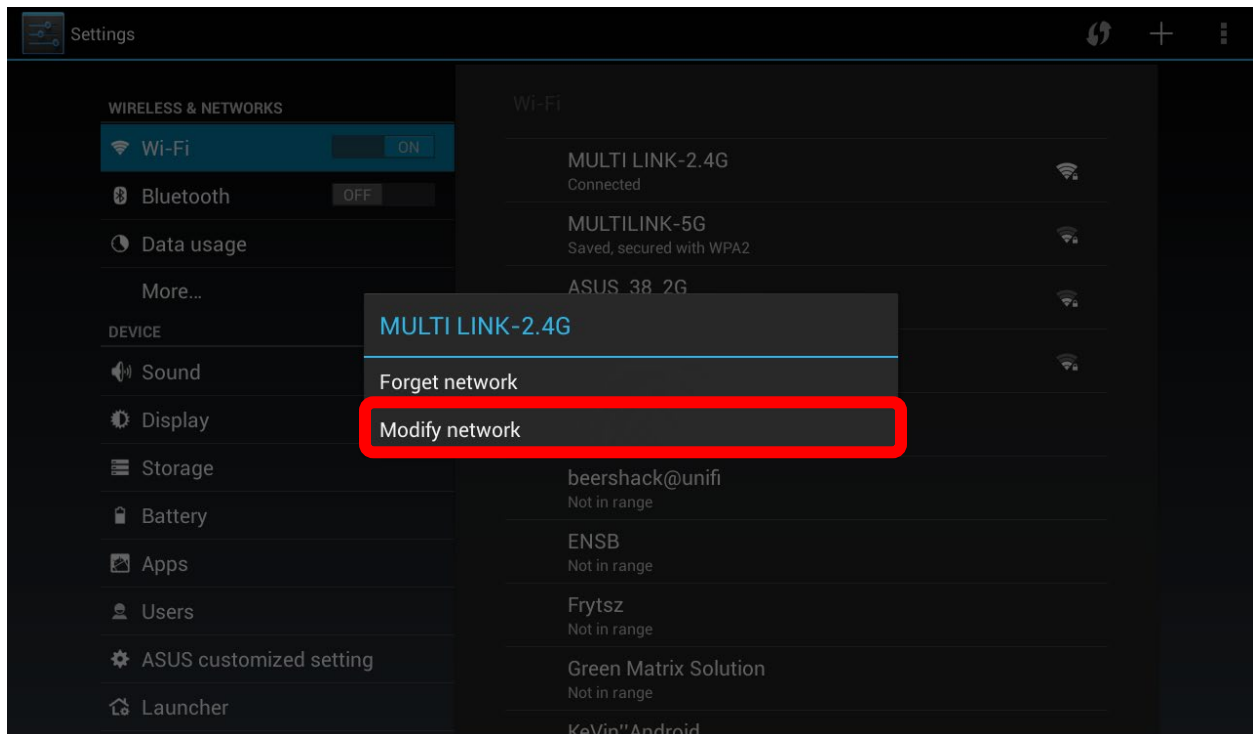 Settings
WIRELESS & NETWORKS
Wi-Fi
ON
Bluetooth
OFF
Data usage
More...
DEVICE
Sound
Display
Storage
Battery
Apps
Users
ASUS customized setting
Launcher
Wi-Fi
MULTI LINK-2.4G
Connected
MULTILINK-5G
Saved, secured with WPA2
ASUS_38_2G
MULTI LINK-2.4G
Forget network
Modify network
beershack@unifi
Not in range
ENSB
Not in range
Frytsz
Not in range
Green Matrix Solution
Not in range
KeVin''Android